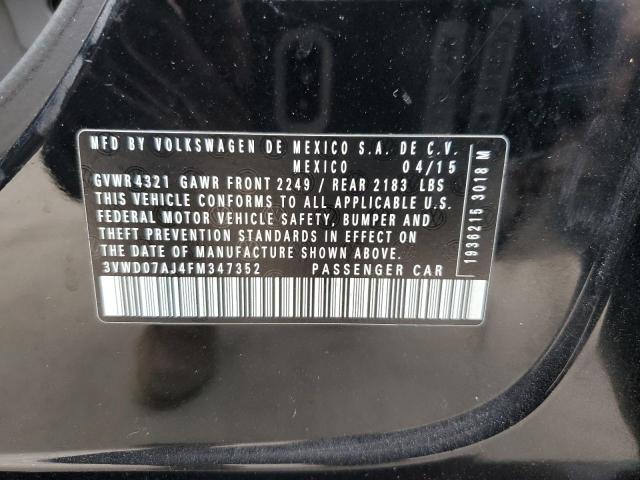 MFD BY VOLKSWAGEN DE MEXICO S.A. DE C.V.
MEXICO 04/15
GVWR 4321 GAWR FRONT 2249 / REAR 2183 LBS
THIS VEHICLE CONFORMS TO ALL APPLICABLE U.S.
FEDERAL MOTOR VEHICLE SAFETY, BUMPER AND
THEFT PREVENTION STANDARDS IN EFFECT ON
THE DATE OF MANUFACTURE SHOWN ABOVE.
3VWD07AJ4FM347352 PASSENGER CAR
1936216 3018 M